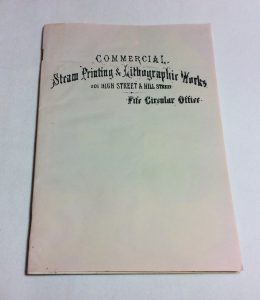 COMMERCIAL
Steam Printing & Lithographic Works
HIGH STREET & HILL STREET
Fife Circular Office